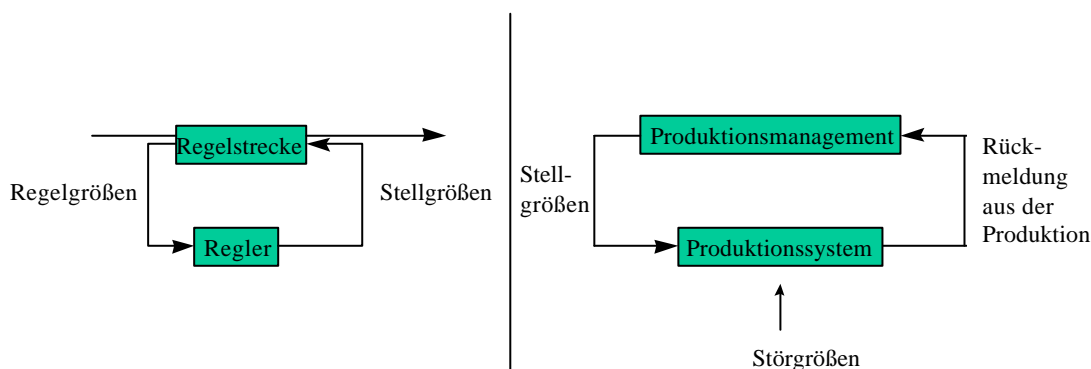 Regelstrecke
Regelgrößen
Stellgrößen
Regler
Produktionsmanagement
Stell-
größen
Rück-
meldung
aus der
Produktion
Produktionssystem
Störgrößen